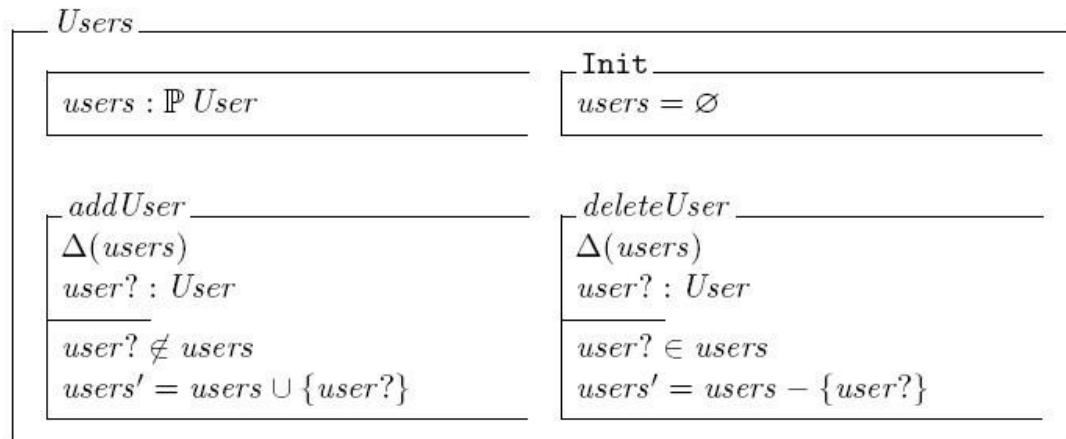 Users
users : ℙ User
Init
users = ∅
addUser
Δ(users)
user? : User
user? ∉ users
users′ = users ∪ {user?}
deleteUser
Δ(users)
user? : User
user? ∈ users
users′ = users − {user?}